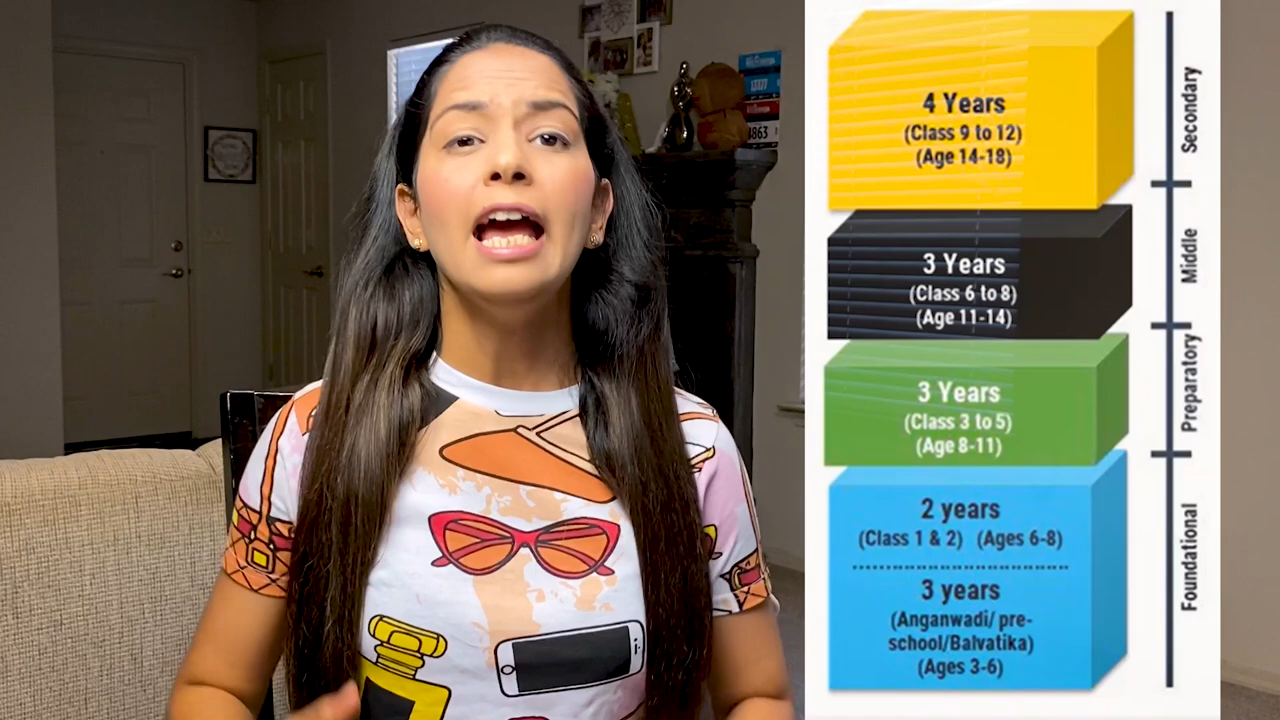 4 Years
(Class 9 to 12)
(Age 14-18)
Secondary
3 Years
(Class 6 to 8)
(Age 11-14)
Middle
3 Years
(Class 3 to 5)
(Age 8-11)
Preparatory
2 years
(Class 1 & 2) (Ages 6-8)
3 years
(Anganwadi/ pre-
school/Balvatika)
(Ages 3-6)
Foundational